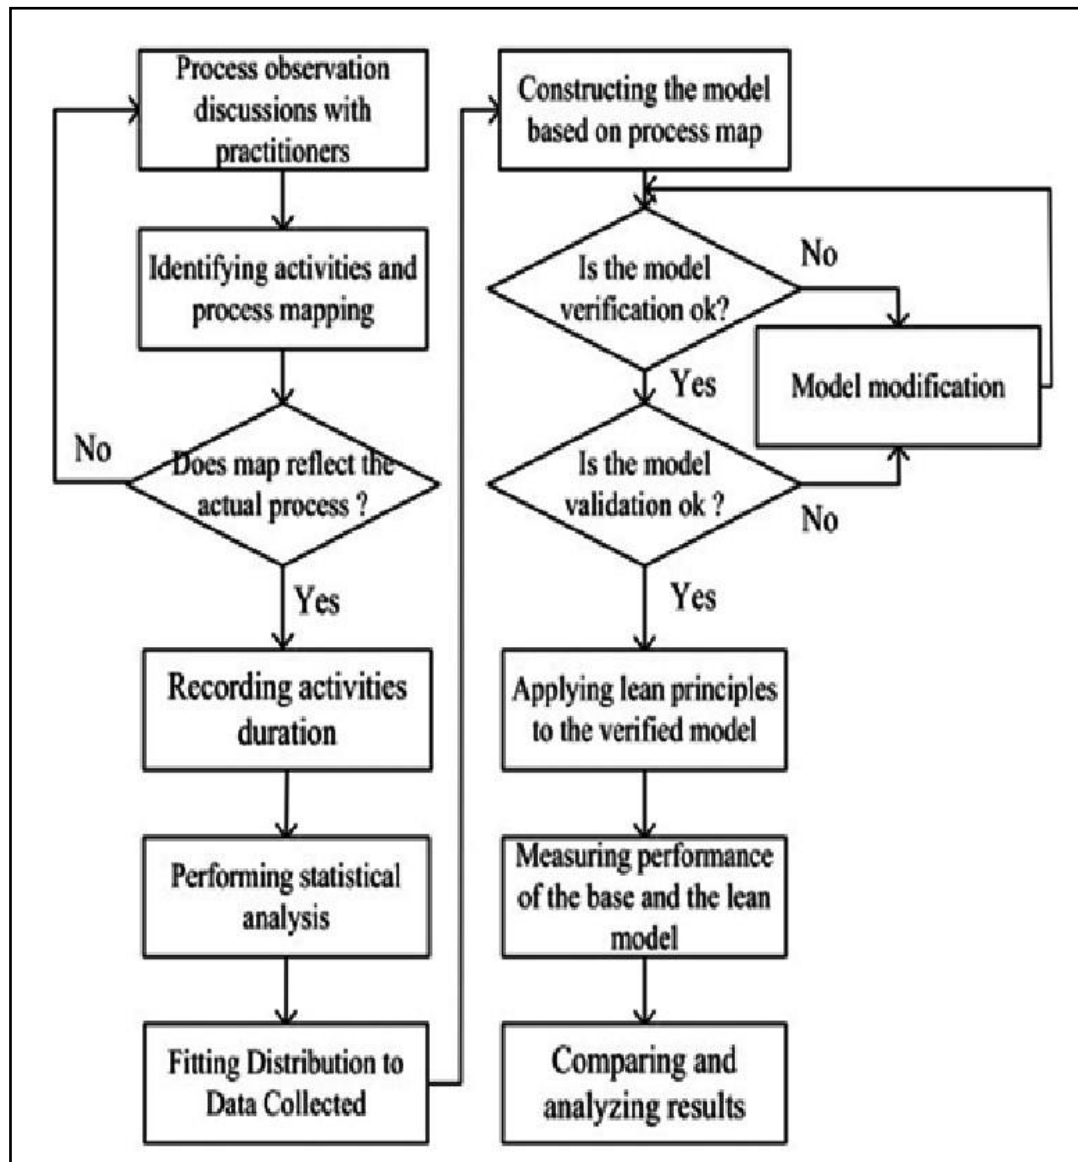 Process observation
discussions with
practitioners
Identifying activities and
process mapping
No
Does map reflect the
actual process ?
Yes
Recording activities
duration
Performing statistical
analysis
Fitting Distribution to
Data Collected
Constructing the model
based on process map
Is the model
verification ok?
No
Yes
Model modification
Is the model
validation ok ?
No
Yes
Applying lean principles
to the verified model
Measuring performance
of the base and the lean
model
Comparing and
analyzing results